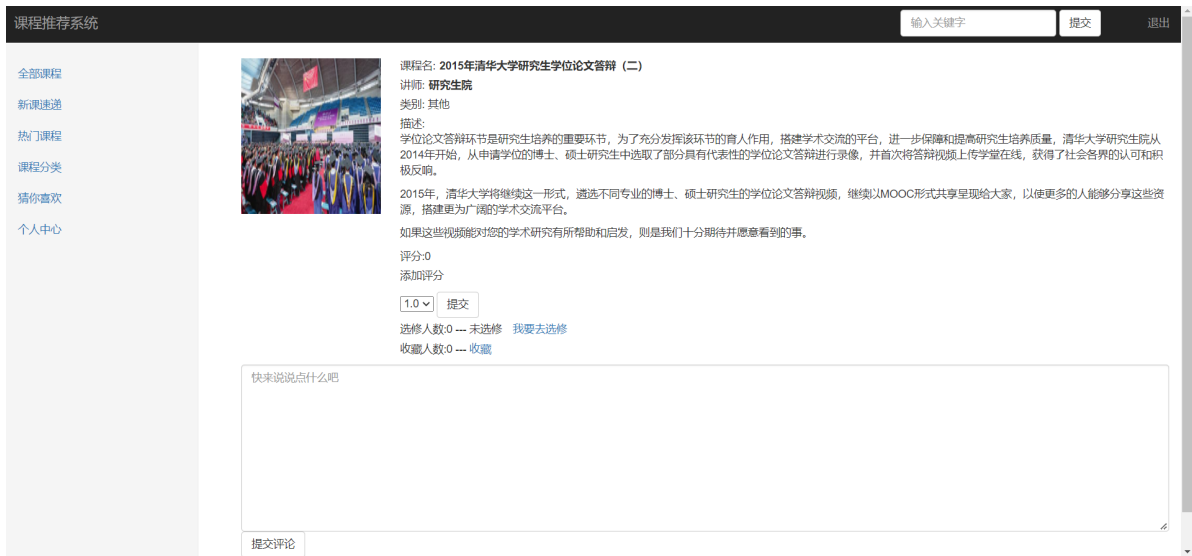 课程推荐系统
输入关键字
提交
退出
全部课程
新课速递
热门课程
课程分类
猜你喜欢
个人中心
课程名: 2015年清华大学研究生学位论文答辩（二）
讲师: 研究生院
类别: 其他
描述:
学位论文答辩环节是研究生培养的重要环节，为了充分发挥该环节的育人作用，搭建学术交流的平台，进一步保障和提高研究生培养质量，清华大学研究生院从
2014年开始，从申请学位的博士、硕士研究生中选取了部分具有代表性的学位论文答辩进行录像，并首次将答辩视频上传学堂在线，获得了社会各界的认可和积
极反响。
2015年，清华大学将继续这一形式，遴选不同专业的博士、硕士研究生的学位论文答辩视频，继续以MOOC形式共享呈现给大家，以使更多的人能够分享这些资
源，搭建更为广阔的学术交流平台。
如果这些视频能对您的学术研究有所帮助和启发，则是我们十分期待并愿意看到的事。
评分:0
添加评分
1.0 提交
选修人数:0 --- 未选修 我要去选修
收藏人数:0 --- 收藏
快来说说点什么吧
提交评论